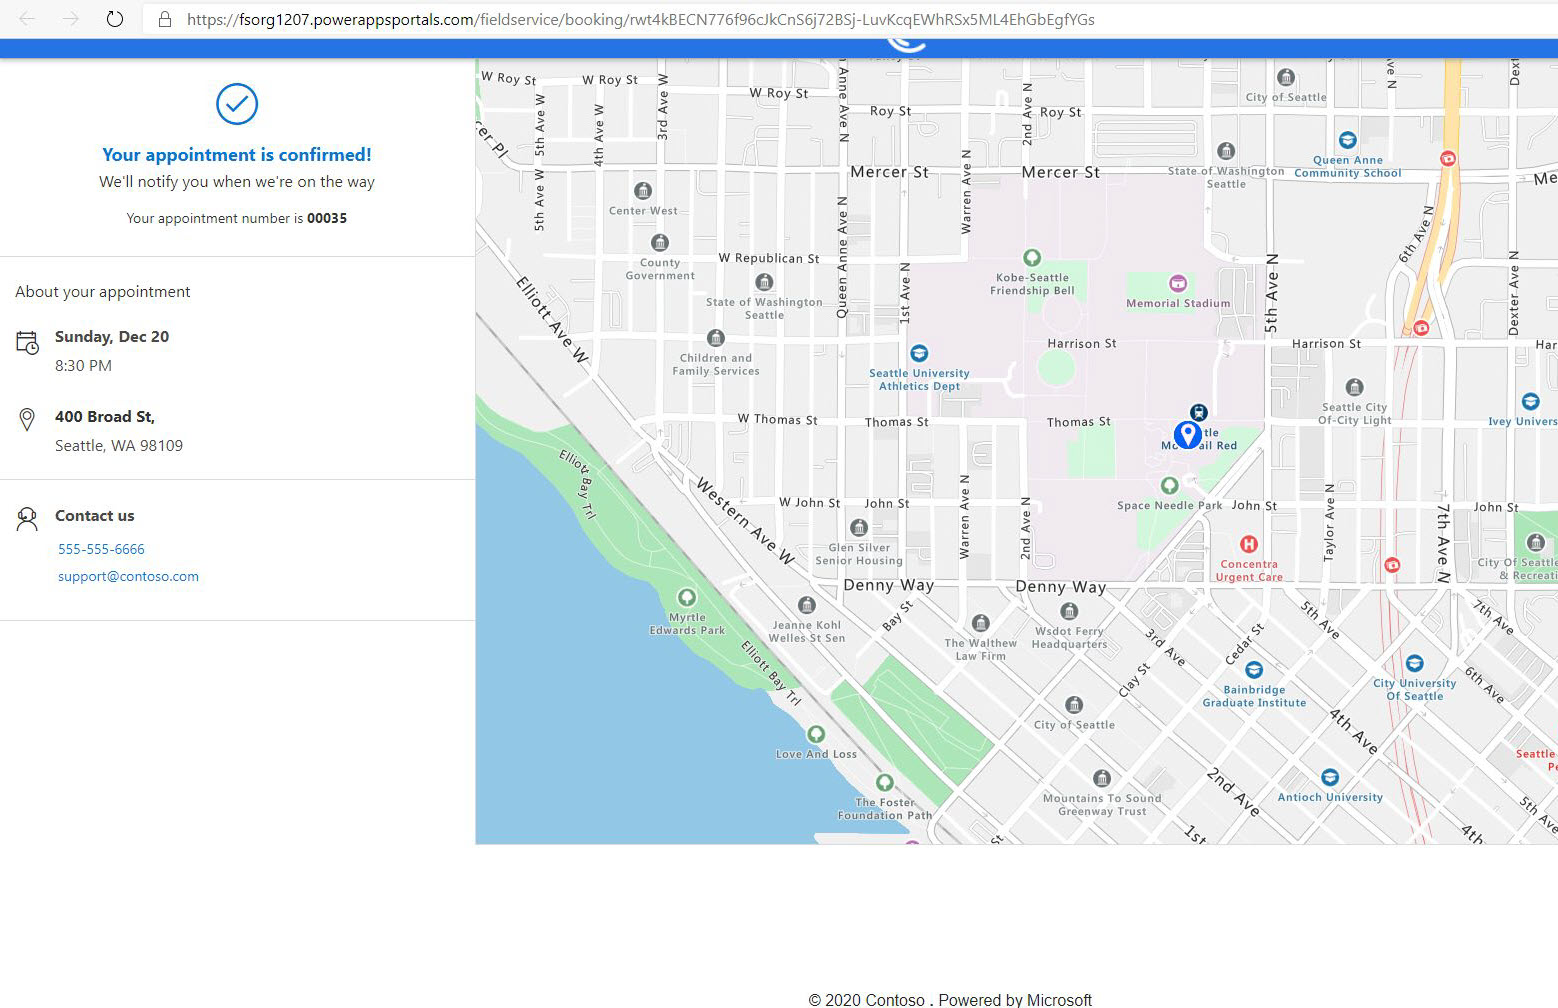 https://fsorg1207.powerappsportals.com/fieldservice/booking/rwt4kBECN776f96cJkCnS6j72BSj-LuvKcqEWhRSx5ML4EhGbEgfYGs
Your appointment is confirmed!
We'll notify you when we're on the way
Your appointment number is 00035
About your appointment
Sunday, Dec 20
8:30 PM
400 Broad St,
Seattle, WA 98109
Contact us
555-555-6666
support@contoso.com
W Roy St
W Roy St
W Roy St
Roy St
Roy St
5th Ave W
4th Ave W
3rd Ave W
Anne Ave N
2nd Ave N
City of Seattle
Ve N
Dext
cer Pl
Mercer St
Mercer St
Me
Warren Ave N
State of Washington
Seattle
Queen Anne
Community School
5th Ave W
Center West
County
Government
W Republican St
State of Washington
Seattle
Queen Anne Ave N
1st Ave N
Kobe-Seattle
Friendship Bell
Memorial Stadium
5th Ave N
6th Ave N
Dexter Ave N
Elliott Ave W
Children and
Family Services
Seattle University
Athletics Dept
Harrison St
Harrison St
Har
Seattle City
Of-City Light
Ivey Univers
W Thomas St
Thomas St
Thomas St
tle
Mo
ail Red
Elliott Bay Trl
Western Ave W
W John St
John St
Warren Ave N
2nd Ave N
Space Needle Park
John St
Taylor Ave N
7th Ave N
John St
Glen Silver
Senior Housing
Concentra
Urgent Care
City Of Seattle
& Recreati
Denny Way
Denny Way
Myrtle
Edwards Park
Jeanne Kohl
Welles St Sen
Bay St
The Walthew
Law Firm
Wsdot Ferry
Headquarters
3rd Ave
Cedar St
5th Ave
7th Ave
Elliott Bay Trl
Clay St
Bainbridge
Graduate Institute
City University
Of Seattle
6th Ave
City of Seattle
4th Ave
Love And Loss
Seattle
Pe
The Foster
Foundation Path
Mountains To Sound
Greenway Trust
2nd Ave
Antioch University
5th Ave
St
1st
4th
© 2020 Contoso . Powered by Microsoft